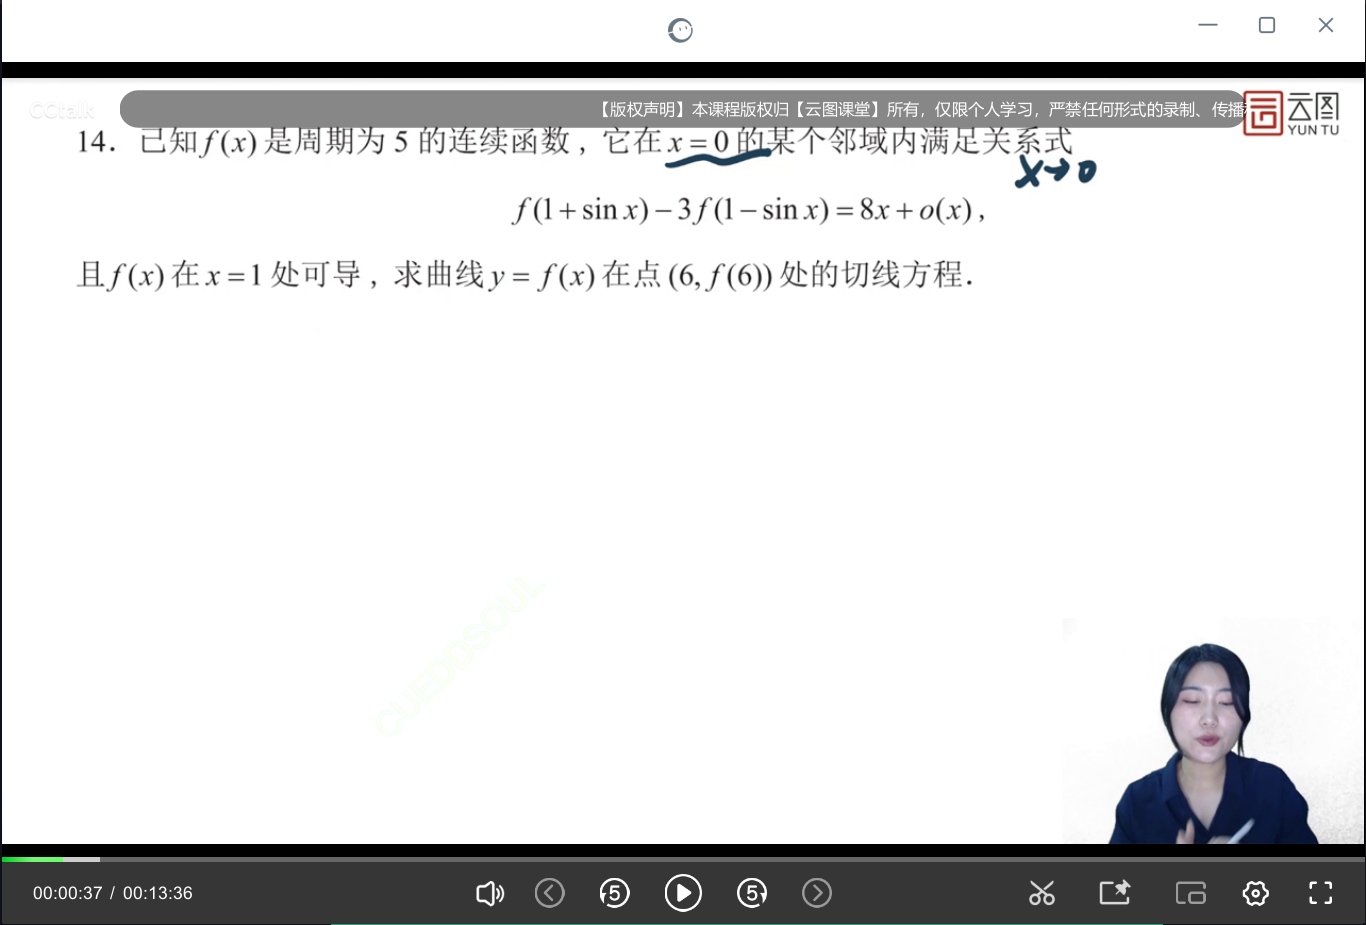 CCtalk
【版权声明】本课程版权归【云图课堂】所有，仅限个人学习，严禁任何形式的录制、传播
云图
YUN TU
14. 已知 f(x) 是周期为 5 的连续函数，它在 x=0 的某个邻域内满足关系式
x→0
f(1+sin x)−3f(1−sin x)=8x+o(x),
且 f(x) 在 x=1 处可导，求曲线 y=f(x) 在点 (6, f(6)) 处的切线方程.
CUEDDSOUL
00:00:37 / 00:13:36
5
5